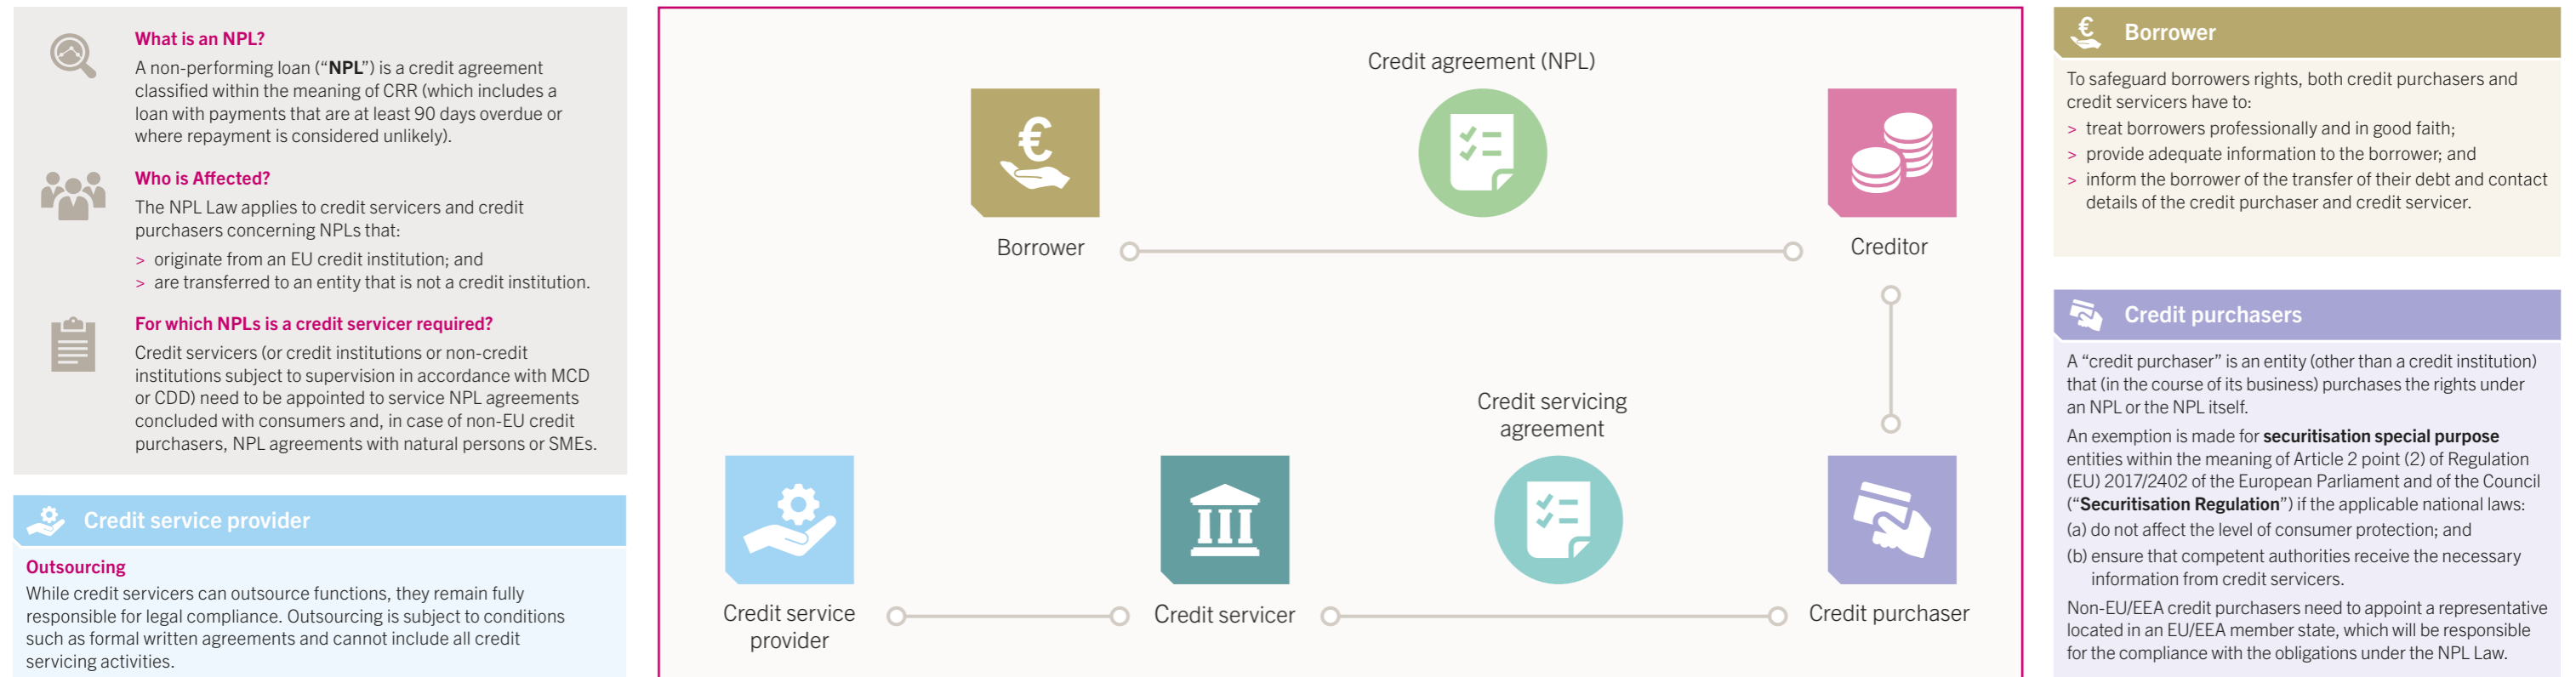 What is an NPL?
A non-performing loan (“NPL”) is a credit agreement
classified within the meaning of CRR (which includes a
loan with payments that are at least 90 days overdue or
where repayment is considered unlikely).
Who is Affected?
The NPL Law applies to credit servicers and credit
purchasers concerning NPLs that:
> originate from an EU credit institution; and
> are transferred to an entity that is not a credit institution.
For which NPLs is a credit servicer required?
Credit servicers (or credit institutions or non-credit
institutions subject to supervision in accordance with MCD
or CDD) need to be appointed to service NPL agreements
concluded with consumers and, in case of non-EU credit
purchasers, NPL agreements with natural persons or SMEs.
Credit service provider
Outsourcing
While credit servicers can outsource functions, they remain fully
responsible for legal compliance. Outsourcing is subject to conditions
such as formal written agreements and cannot include all credit
servicing activities.
Credit agreement (NPL)
€
Borrower
Creditor
Credit servicing
agreement
Credit service
provider
Credit servicer
Credit purchaser
€
Borrower
To safeguard borrowers rights, both credit purchasers and
credit servicers have to:
> treat borrowers professionally and in good faith;
> provide adequate information to the borrower; and
> inform the borrower of the transfer of their debt and contact
details of the credit purchaser and credit servicer.
Credit purchasers
A “credit purchaser” is an entity (other than a credit institution)
that (in the course of its business) purchases the rights under
an NPL or the NPL itself.
An exemption is made for securitisation special purpose
entities within the meaning of Article 2 point (2) of Regulation
(EU) 2017/2402 of the European Parliament and of the Council
(“Securitisation Regulation”) if the applicable national laws:
(a) do not affect the level of consumer protection; and
(b) ensure that competent authorities receive the necessary
information from credit servicers.
Non-EU/EEA credit purchasers need to appoint a representative
located in an EU/EEA member state, which will be responsible
for the compliance with the obligations under the NPL Law.